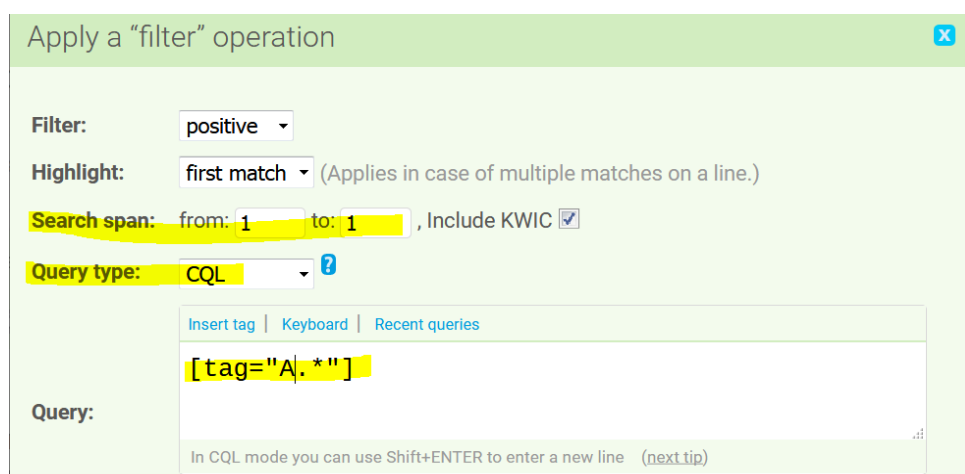 Apply a “filter” operation
x
Filter: positive
Highlight: first match (Applies in case of multiple matches on a line.)
Search span: from: 1 to: 1 , Include KWIC
Query type: CQL ?
Insert tag | Keyboard | Recent queries
[tag="A.*"]
Query:
In CQL mode you can use Shift+ENTER to enter a new line (next tip)